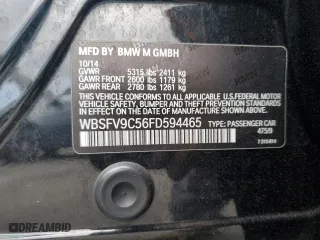 MFD BY BMW M GMBH
10/14
GVWR 5315 lbs 2411 kg
GAWR FRONT 2600 lbs 1179 kg
GAWR REAR 2780 lbs 1261 kg
THIS VEHICLE CONFORMS TO ALL APPLICABLE
FEDERAL MOTOR VEHICLE SAFETY, BUMPER,
AND THEFT PREVENTION STANDARDS IN EFFECT
ON THE DATE OF MANUFACTURE SHOWN ABOVE.
WBSFV9C56FD594465
TYPE: PASSENGER CAR
475/9